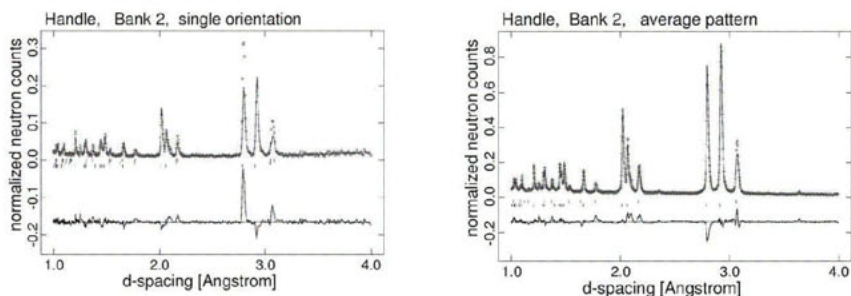 Handle, Bank 2, single orientation
normalized neutron counts
0.3
0.2
0.1
0.0
-0.1
-0.2
1.0 2.0 3.0 4.0
d-spacing [Angstrom]
Handle, Bank 2, average pattern
normalized neutron counts
0.8
0.6
0.4
0.2
0.0
-0.2
1.0 2.0 3.0 4.0
d-spacing [Angstrom]